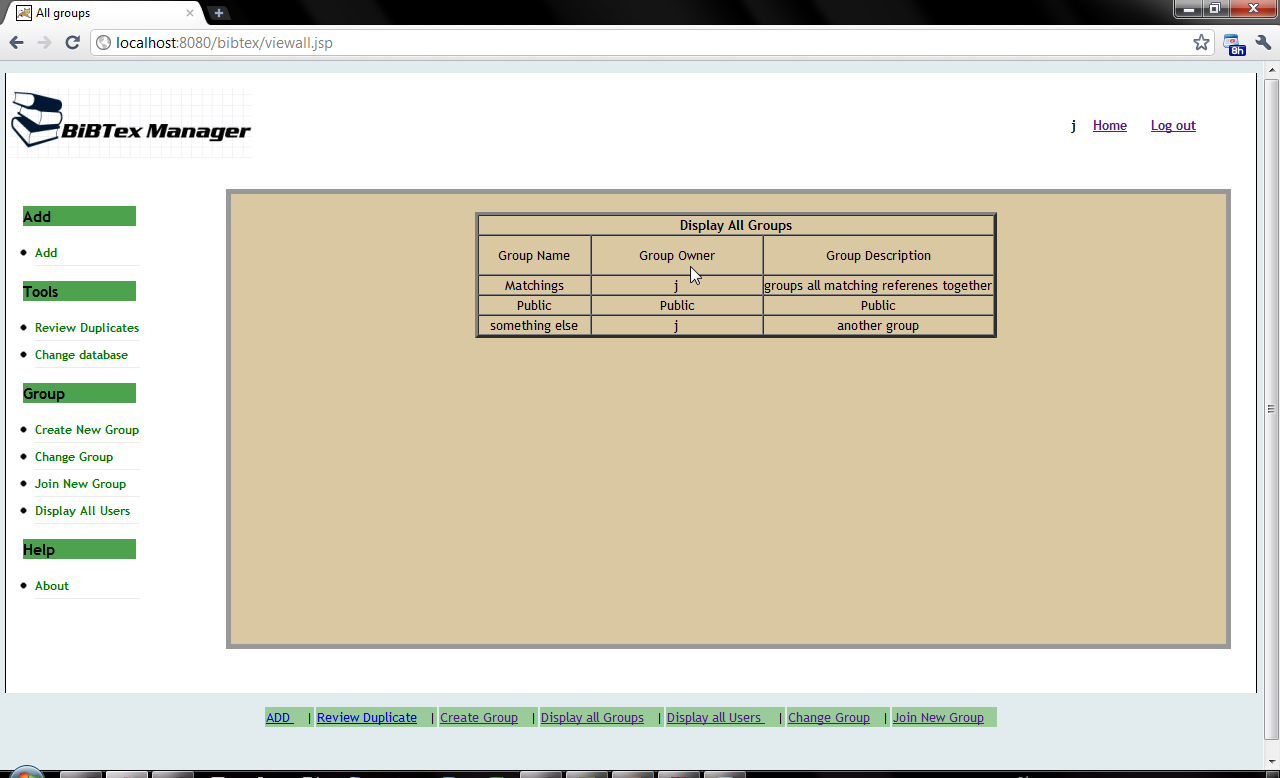 All groups
localhost:8080/bibtex/viewall.jsp
8h
BiBTex Manager
j Home Log out
Add
Add
Tools
Review Duplicates
Change database
Group
Create New Group
Change Group
Join New Group
Display All Users
Help
About
Display All Groups
Group Name Group Owner Group Description
Matchings j groups all matching referenes together
Public Public Public
something else j another group
ADD | Review Duplicate | Create Group | Display all Groups | Display all Users | Change Group | Join New Group